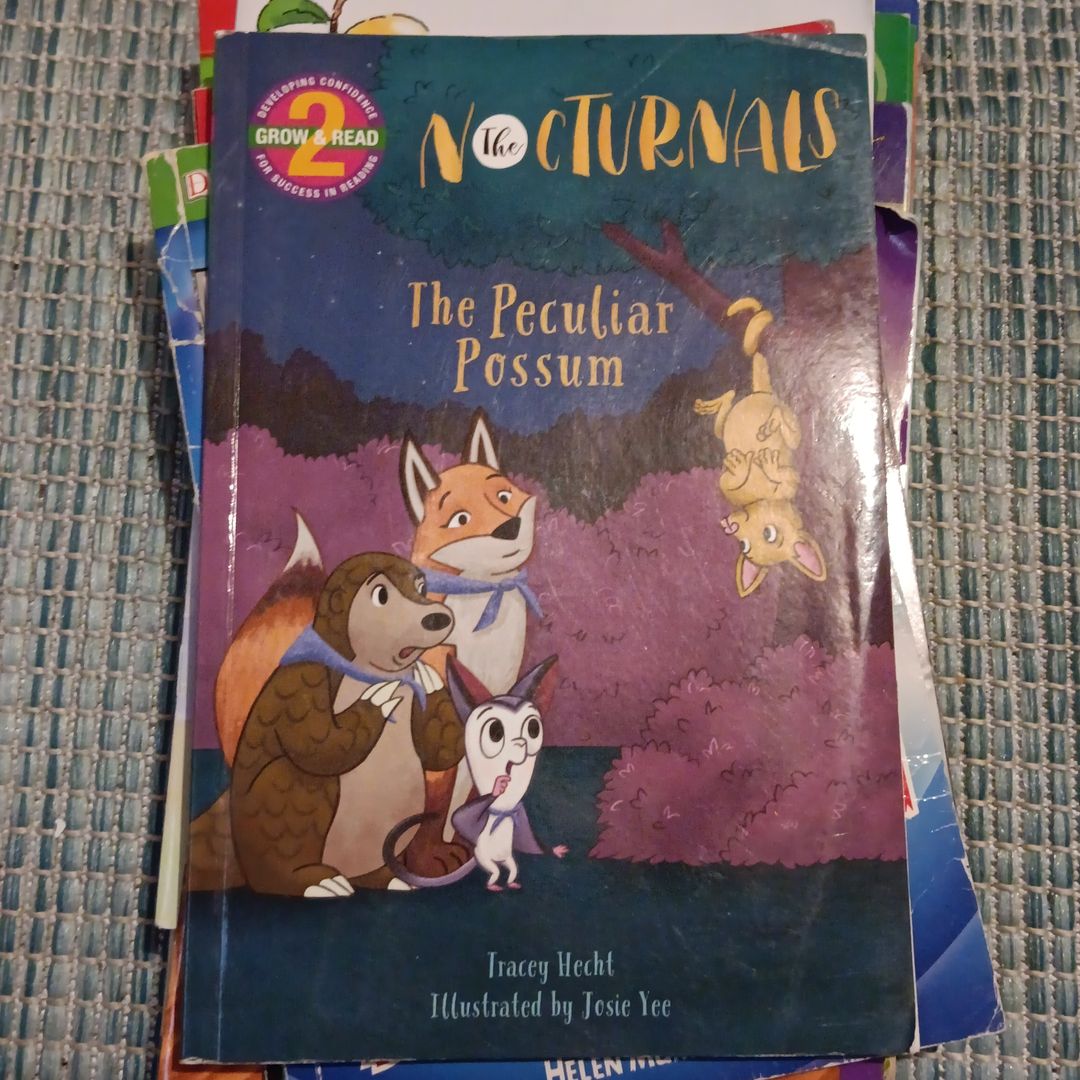 DEVELOPING CONFIDENCE
2
GROW & READ
FOR SUCCESS IN READING
The
NOCTURNALS
The Peculiar
Possum
Tracey Hecht
Illustrated by Josie Yee
HELEN